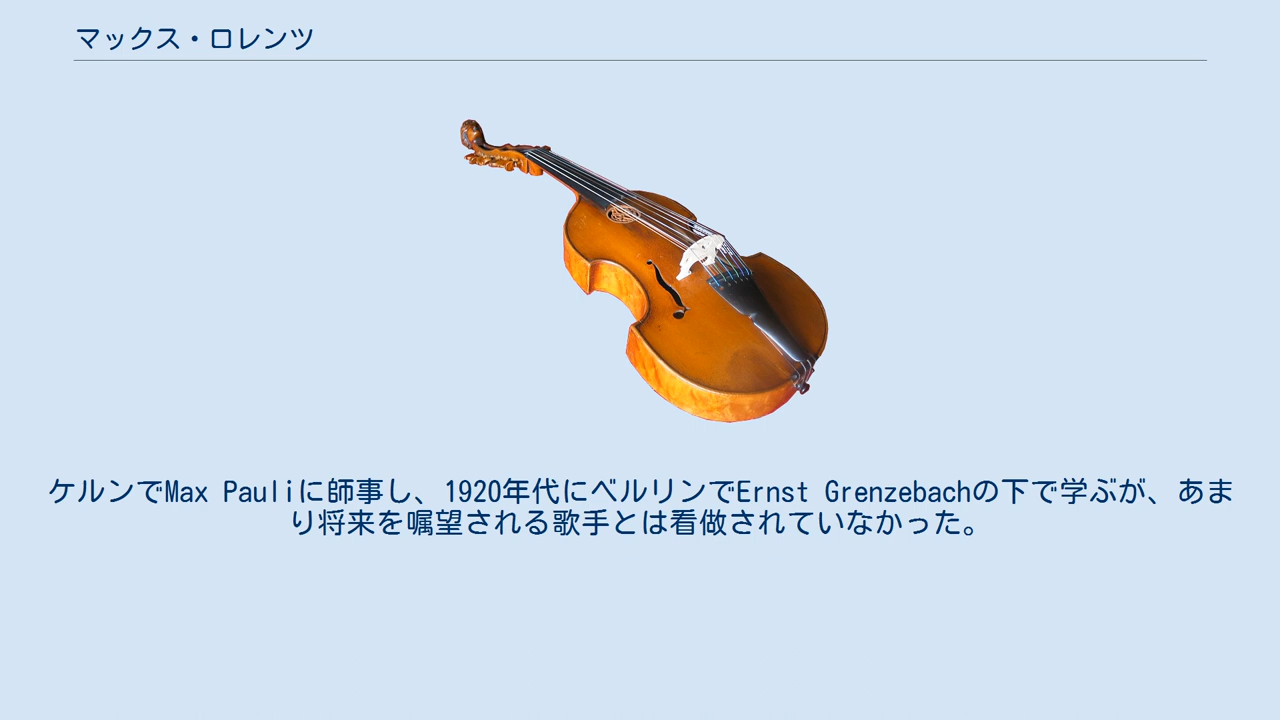 マックス・ロレンツ
ケルンでMax Pauliに師事し、1920年代にベルリンでErnst Grenzebachの下で学ぶが、あま
り将来を嘱望される歌手とは看做されていなかった。